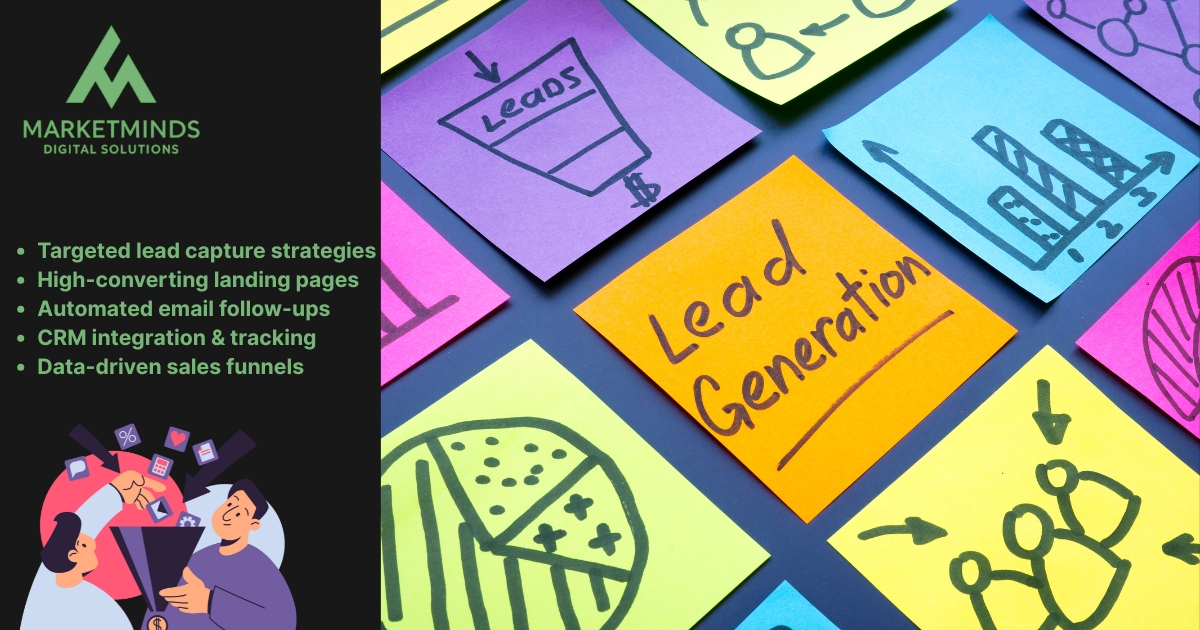 MARKETMINDS
DIGITAL SOLUTIONS
• Targeted lead capture strategies
• High-converting landing pages
• Automated email follow-ups
• CRM integration & tracking
• Data-driven sales funnels
%
$
LEADS
$
1 2 3
Lead
Generation